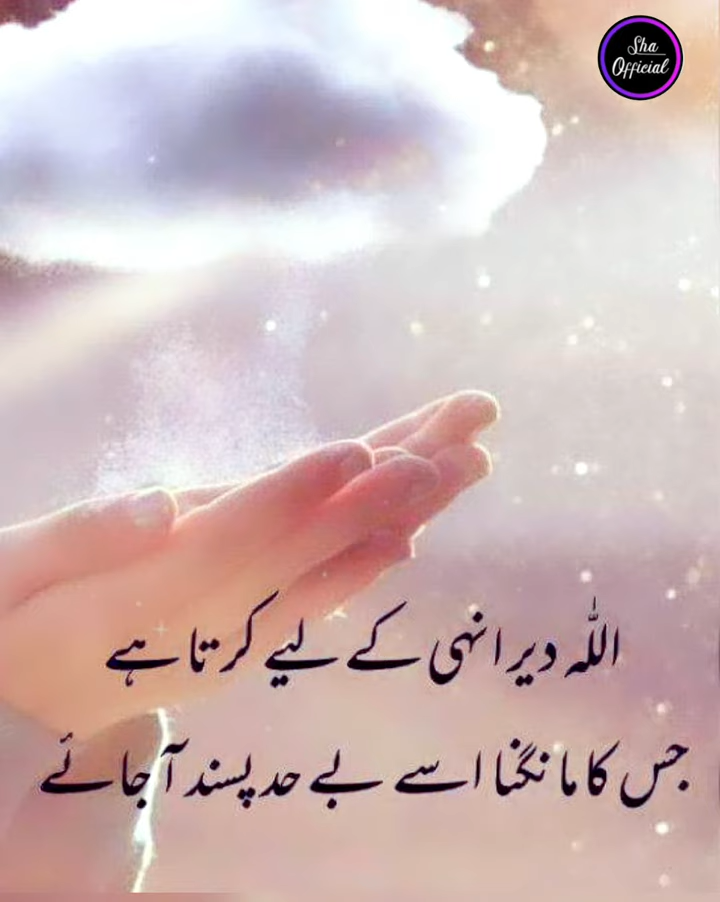 Sha
Official
اللہ دیر انہی کے لیے کرتا ہے
جس کا مانگنا اسے بے حد پسند آ جائے